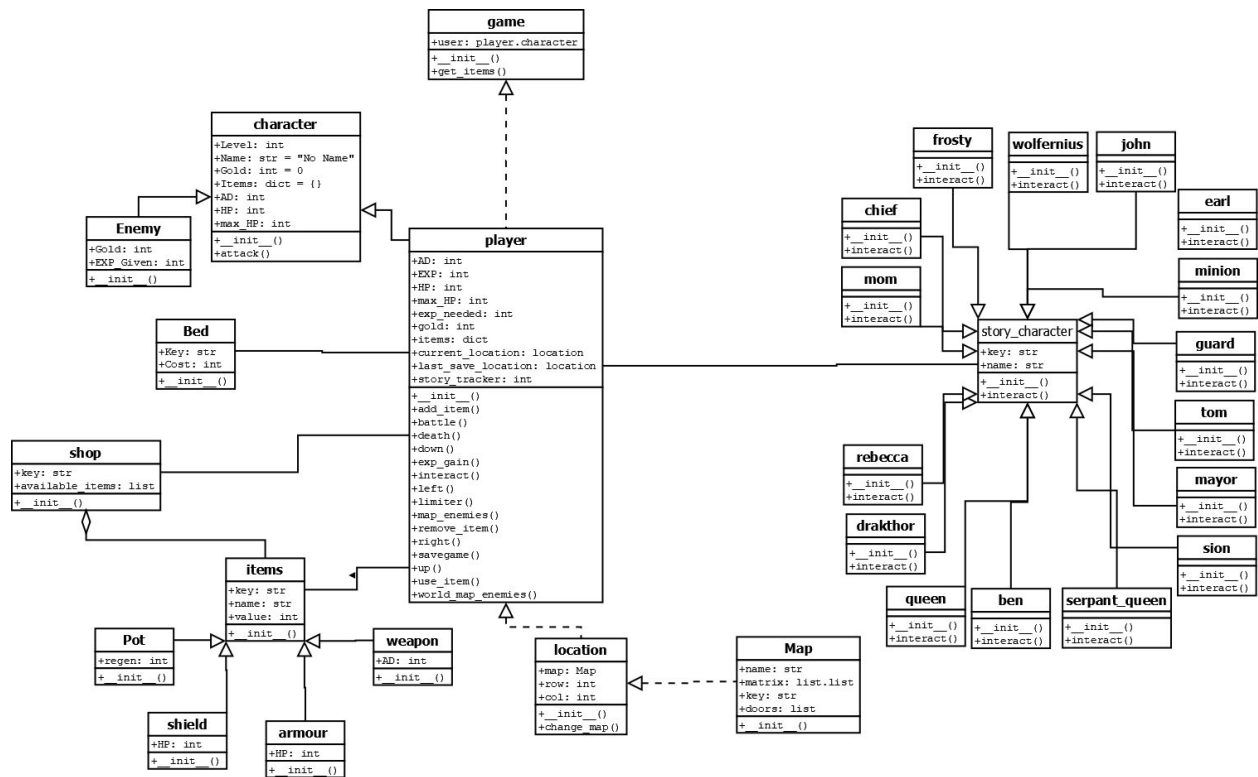 game
+user: player.character
+__init__()
+get_items()
character
+Level: int
+Name: str = "No Name"
+Gold: int = 0
+Items: dict = {}
+AD: int
+HP: int
+max_HP: int
+__init__()
+attack()
Enemy
+Gold: int
+EXP_Given: int
+__init__()
player
+AD: int
+EXP: int
+HP: int
+max_HP: int
+exp_needed: int
+gold: int
+items: dict
+current_location: location
+last_save_location: location
+story_tracker: int
+__init__()
+add_item()
+battle()
+death()
+down()
+exp_gain()
+interact()
+left()
+limiter()
+map_enemies()
+remove_item()
+right()
+savegame()
+up()
+use_item()
+world_map_enemies()
Bed
+Key: str
+Cost: int
+__init__()
shop
+key: str
+available_items: list
+__init__()
items
+key: str
+name: str
+value: int
+__init__()
Pot
+regen: int
+__init__()
weapon
+AD: int
+__init__()
shield
+HP: int
+__init__()
armour
+HP: int
+__init__()
location
+map: Map
+row: int
+col: int
+__init__()
+change_map()
Map
+name: str
+matrix: list.list
+key: str
+doors: list
+__init__()
frosty
+__init__()
+interact()
wolfernius
+__init__()
+interact()
john
+__init__()
+interact()
chief
+__init__()
+interact()
earl
+__init__()
+interact()
mom
+__init__()
+interact()
minion
+__init__()
+interact()
story_character
+key: str
+name: str
+__init__()
+interact()
guard
+__init__()
+interact()
tom
+__init__()
+interact()
rebecca
+__init__()
+interact()
mayor
+__init__()
+interact()
drakthor
+__init__()
+interact()
sion
+__init__()
+interact()
queen
+__init__()
+interact()
ben
+__init__()
+interact()
serpant_queen
+__init__()
+interact()